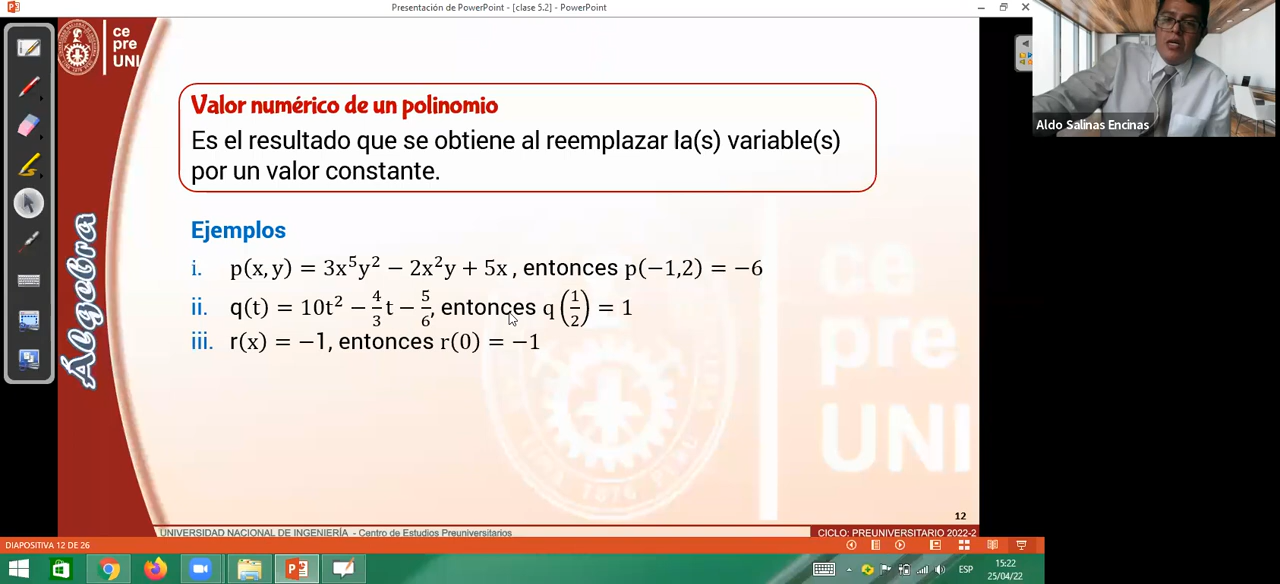 Presentación de PowerPoint - [clase 5.2] - PowerPoint
ce
pre
UNI
Aldo Salinas Encinas
Valor numérico de un polinomio
Es el resultado que se obtiene al reemplazar la(s) variable(s)
por un valor constante.
Álgebra
Ejemplos
i. p(x, y) = 3x⁵y² − 2x²y + 5x , entonces p(−1,2) = −6
ii. q(t) = 10t² − 4/3 t − 5/6, entonces q(1/2) = 1
iii. r(x) = −1, entonces r(0) = −1
ce
pre
UNI
12
UNIVERSIDAD NACIONAL DE INGENIERÍA - Centro de Estudios Preuniversitarios
CICLO: PREUNIVERSITARIO 2022-2
DIAPOSITIVA 12 DE 26
ESP
15:22
25/04/22